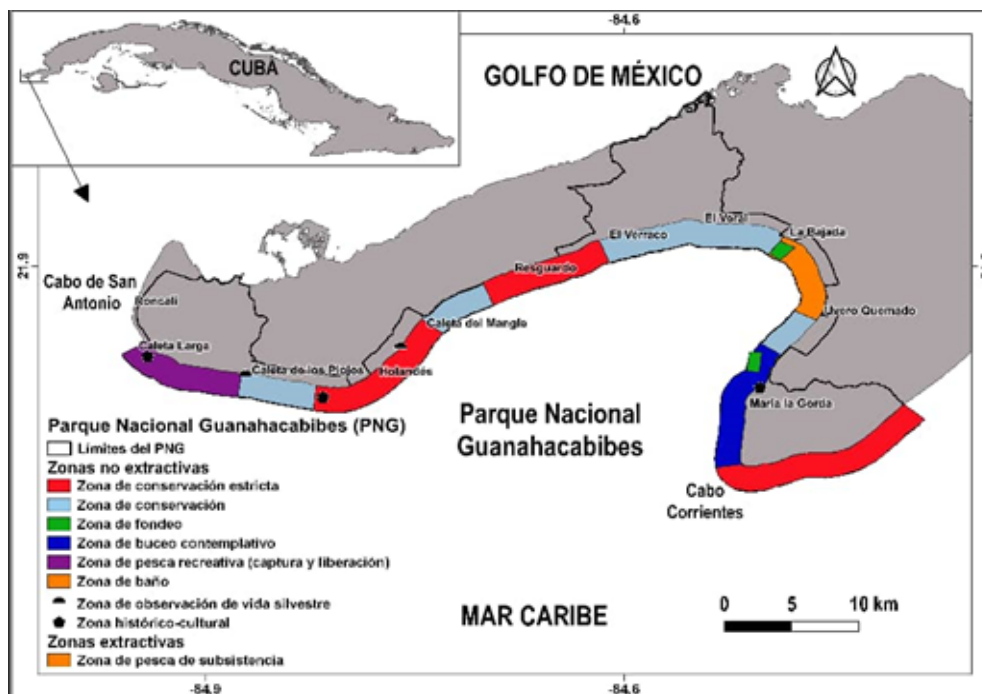 -84.6
CUBA
GOLFO DE MÉXICO
El Veral
La Bajada
El Verraco
21.9
Resguardo
Cabo de San
Antonio
Roncali
Uvero Quemado
Caleta del Mangle
Caleta Larga
Caleta de los Piojos
Holandés
María la Gorda
Parque Nacional
Guanahacabibes
Cabo
Corrientes
Parque Nacional Guanahacabibes (PNG)
Límites del PNG
Zonas no extractivas
Zona de conservación estricta
Zona de conservación
Zona de fondeo
Zona de buceo contemplativo
Zona de pesca recreativa (captura y liberación)
Zona de baño
Zona de observación de vida silvestre
Zona histórico-cultural
Zonas extractivas
Zona de pesca de subsistencia
MAR CARIBE
0 5 10 km
-84.9
-84.6